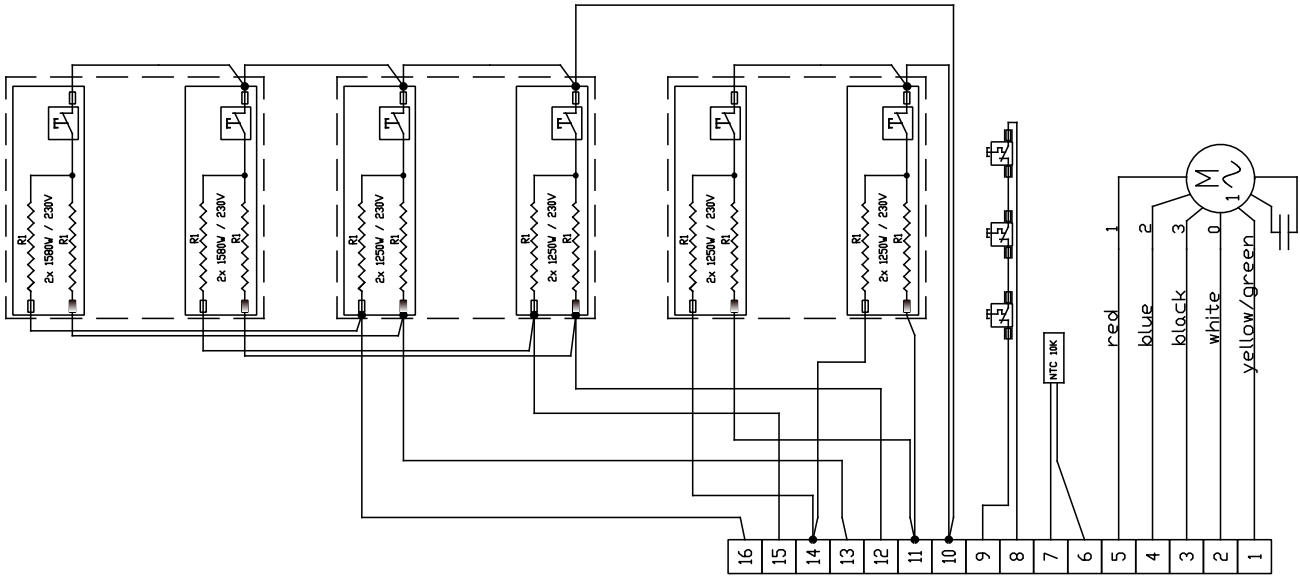 R1
2x 1580W / 230V
R1
R1
2x 1580W / 230V
R1
R1
2x 1250W / 230V
R1
R1
2x 1250W / 230V
R1
R1
2x 1250W / 230V
R1
R1
2x 1250W / 230V
R1
M
1
1
2
3
0
red
blue
black
white
yellow/green
NTC 10K
16
15
14
13
12
11
10
9
8
7
6
5
4
3
2
1